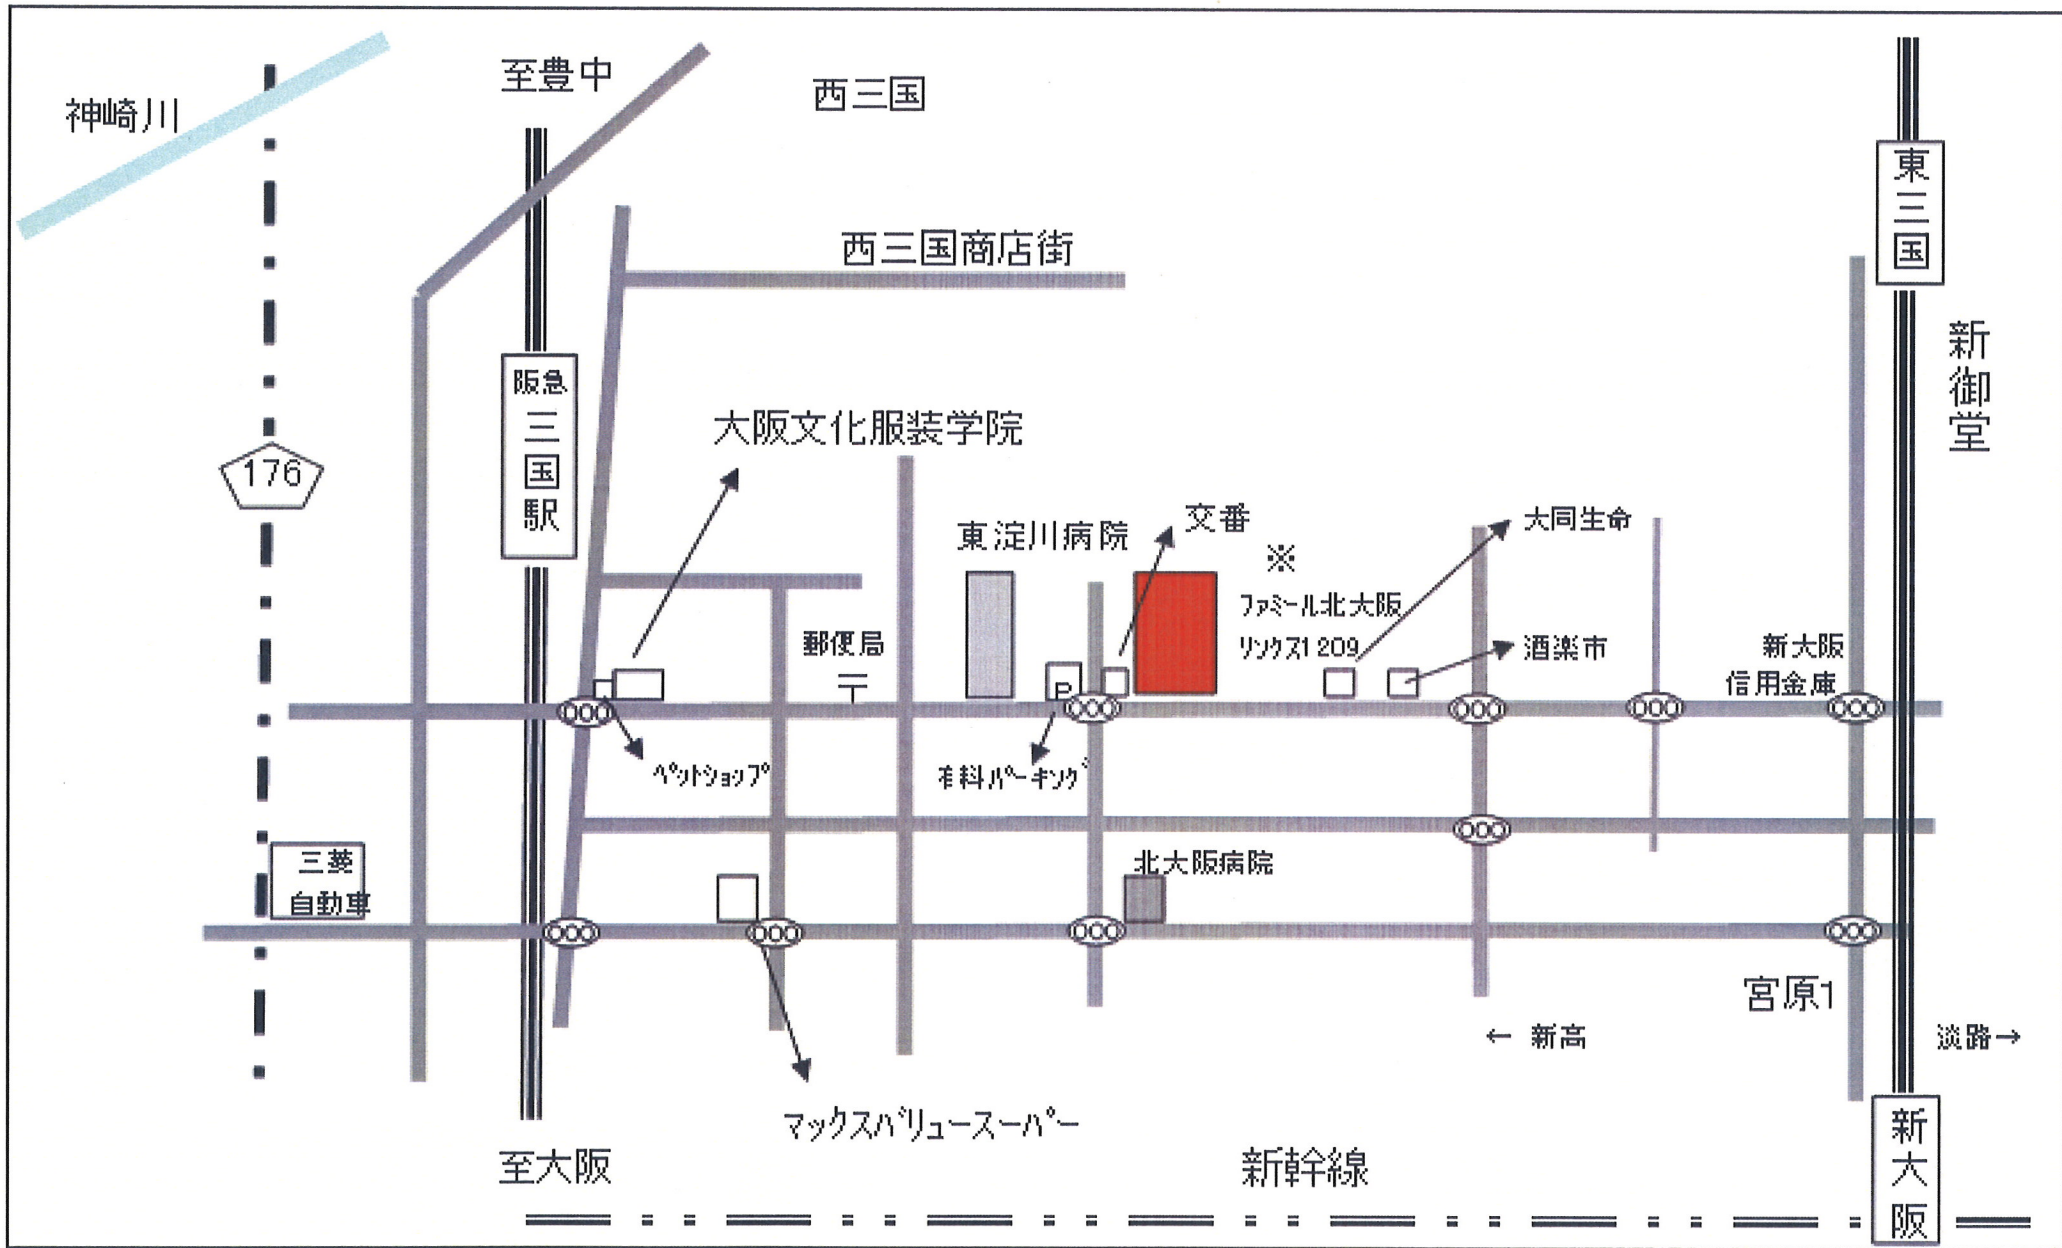 至豊中
西三国
神崎川
東三国
西三国商店街
新御堂
阪急
三国駅
大阪文化服装学院
176
交番
大同生命
東淀川病院
※
ファミール北大阪
リンクス1 209
郵便局
〒
酒楽市
新大阪
信用金庫
P
ペットショップ
有料パーキング
三菱
自動車
北大阪病院
宮原1
← 新高
淡路→
マックスバリュースーパー
至大阪
新幹線
新大阪